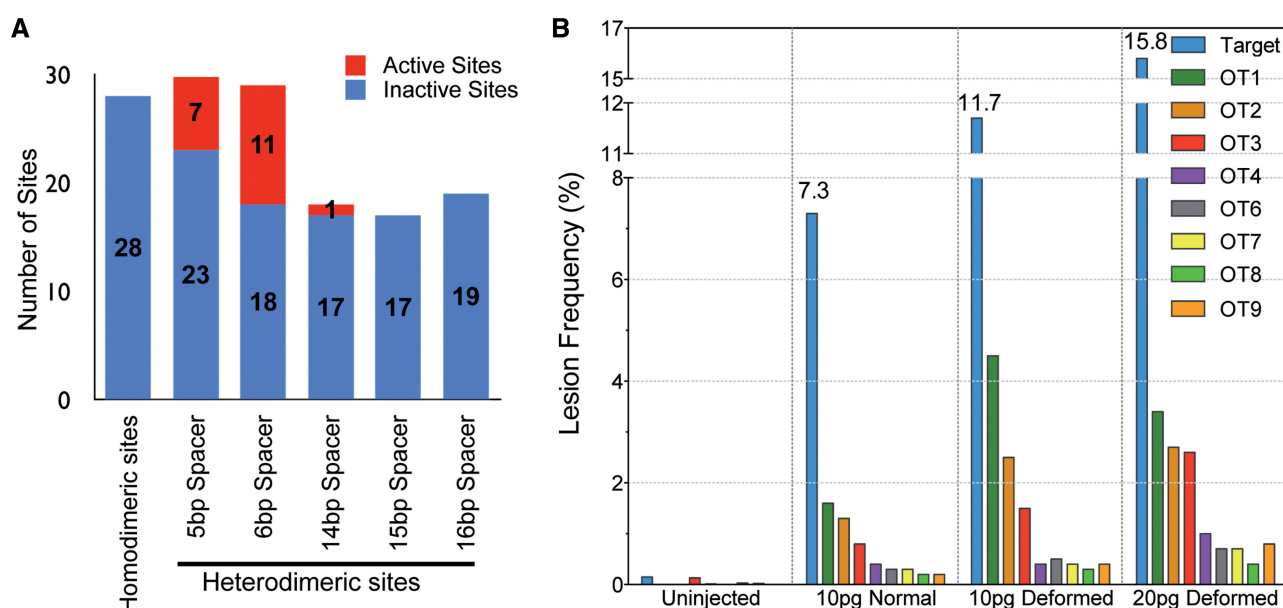 A
Active Sites
Inactive Sites
Number of Sites
30
20
10
0
28
7
23
11
18
1
17
17
19
Homodimeric sites
5bp Spacer
6bp Spacer
14bp Spacer
15bp Spacer
16bp Spacer
Heterodimeric sites
B
Lesion Frequency (%)
17
15
12
11
8
6
4
2
0
7.3
11.7
15.8
Target
OT1
OT2
OT3
OT4
OT6
OT7
OT8
OT9
Uninjected
10pg Normal
10pg Deformed
20pg Deformed